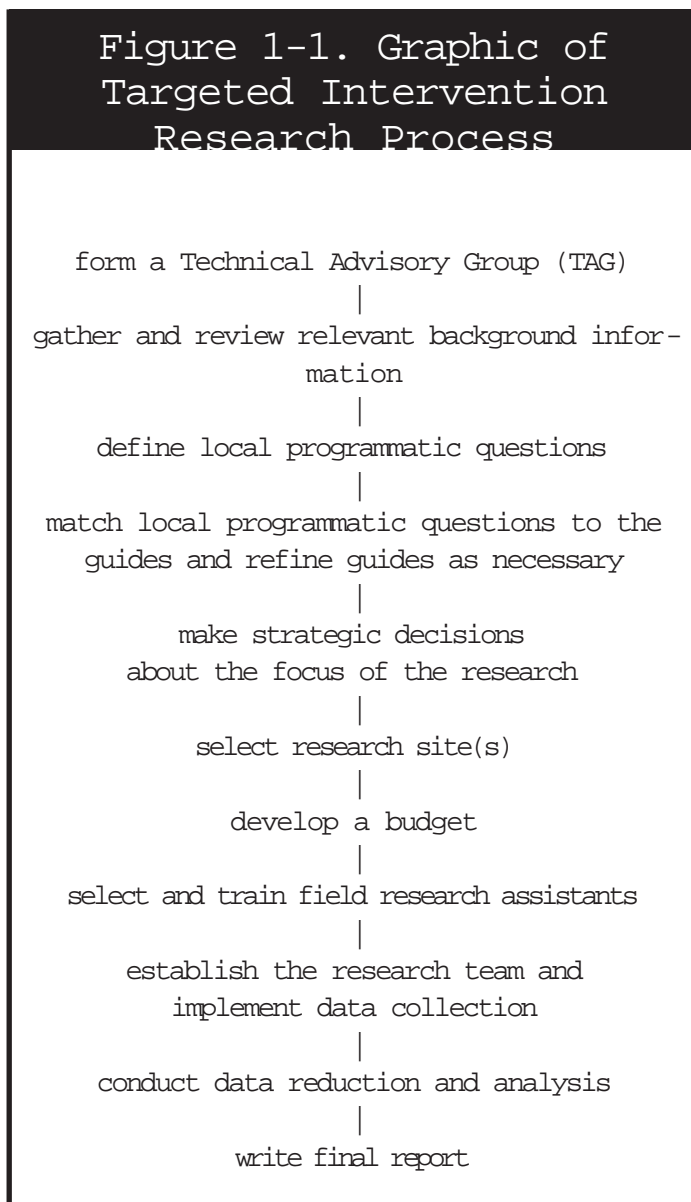 Figure 1-1. Graphic of
Targeted Intervention
Research Process
form a Technical Advisory Group (TAG)
|
gather and review relevant background infor-
mation
|
define local programmatic questions
|
match local programmatic questions to the
guides and refine guides as necessary
|
make strategic decisions
about the focus of the research
|
select research site(s)
|
develop a budget
|
select and train field research assistants
|
establish the research team and
implement data collection
|
conduct data reduction and analysis
|
write final report